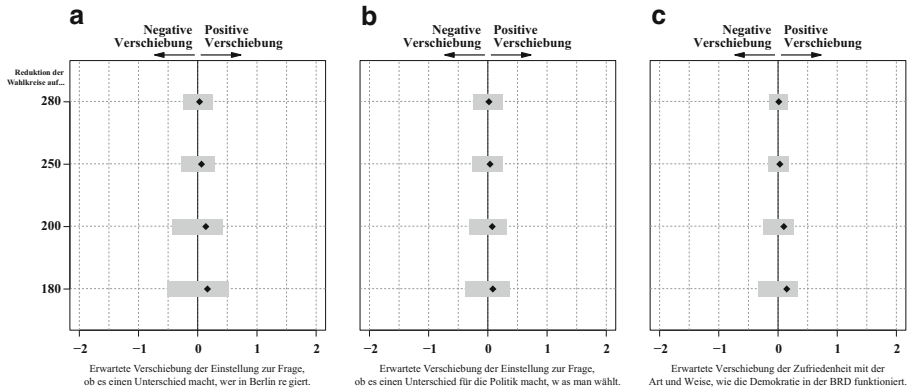 a
Negative Positive
Verschiebung Verschiebung
Reduktion der
Wahlkreise auf...
280
250
200
180
−2 −1 0 1 2
Erwartete Verschiebung der Einstellung zur Frage,
ob es einen Unterschied macht, wer in Berlin re giert.
b
Negative Positive
Verschiebung Verschiebung
−2 −1 0 1 2
Erwartete Verschiebung der Einstellung zur Frage,
ob es einen Unterschied für die Politik macht, w as man wählt.
c
Negative Positive
Verschiebung Verschiebung
−2 −1 0 1 2
Erwartete Verschiebung der Zufriedenheit mit der
Art und Weise, wie die Demokratie in der BRD funktioniert.